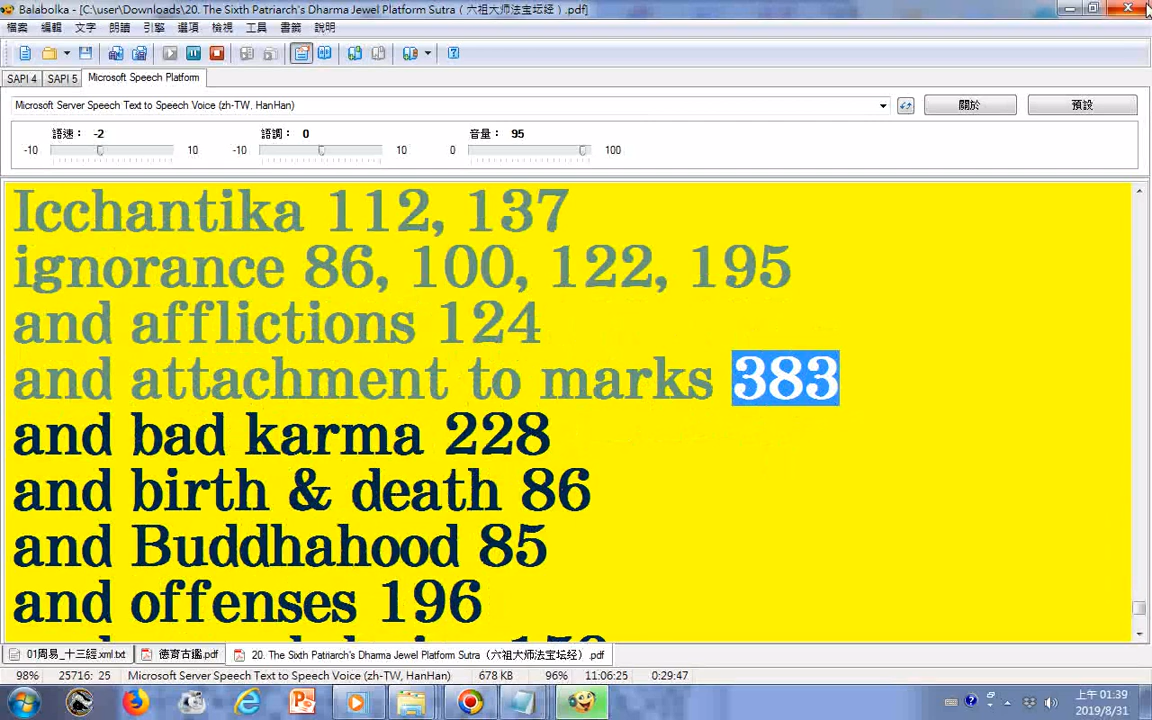 Balabolka - [C:\user\Downloads\20. The Sixth Patriarch's Dharma Jewel Platform Sutra（六祖大师法宝坛经）.pdf]
檔案 編輯 文字 朗讀 引擎 選項 檢視 工具 書籤 說明
SAPI 4 SAPI 5 Microsoft Speech Platform
Microsoft Server Speech Text to Speech Voice (zh-TW, HanHan) 關於 預設
語速： -2 語調： 0 音量： 95
-10 10 -10 10 0 100
Icchantika 112, 137
ignorance 86, 100, 122, 195
and afflictions 124
and attachment to marks 383
and bad karma 228
and birth & death 86
and Buddhahood 85
and offenses 196
01周易_十三經.xml.txt 德育古鑑.pdf 20. The Sixth Patriarch's Dharma Jewel Platform Sutra（六祖大师法宝坛经）.pdf
98% 25716: 25 Microsoft Server Speech Text to Speech Voice (zh-TW, HanHan) 678 KB 96% 11:06:25 0:29:47
上午 01:39
2019/8/31